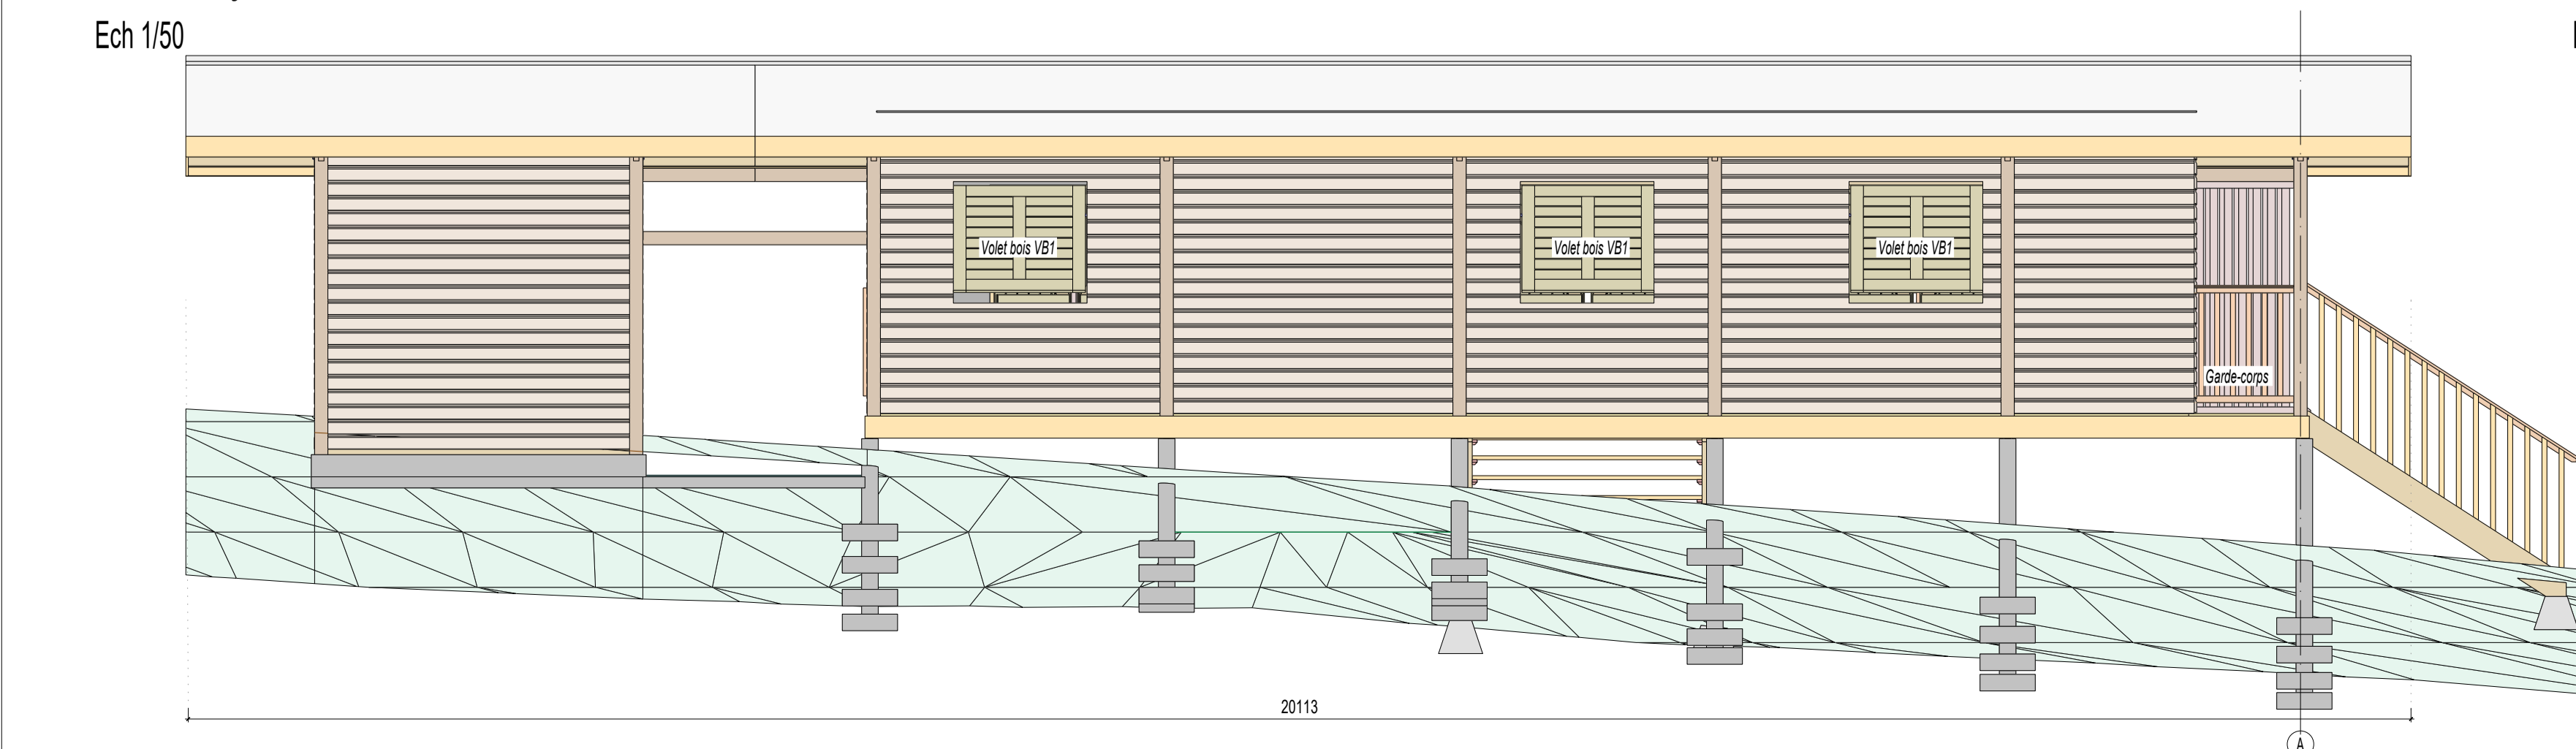 Ech 1/50
Volet bois VB1
Volet bois VB1
Volet bois VB1
Garde-corps
20113
A